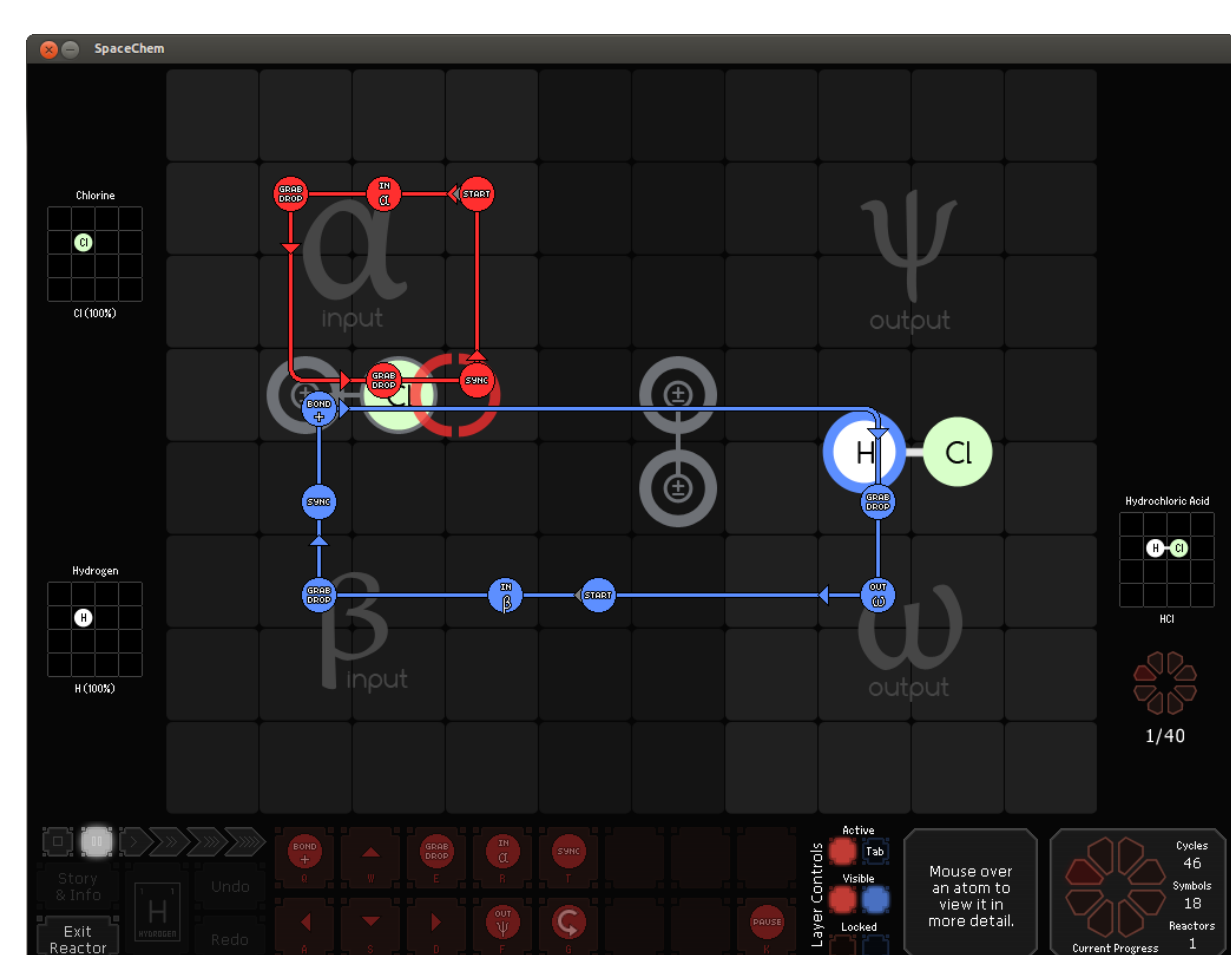 SpaceChem
Chlorine
Cl
Cl (100%)
GRAB
DROP
IN
α
START
α
input
ψ
output
±
Cl
GRAB
DROP
SYNC
BOND
+
±
±
H
Cl
SYNC
GRAB
DROP
Hydrochloric Acid
H
Cl
HCl
Hydrogen
H
H (100%)
GRAB
DROP
IN
β
START
OUT
ω
β
input
ω
output
1/40
Story
& Info
Exit
Reactor
1
1
H
HYDROGEN
Undo
Redo
BOND
+
Q
W
GRAB
DROP
E
IN
α
R
SYNC
T
A
S
D
OUT
ψ
F
G
PAUSE
K
Layer Controls
Active
Tab
Visible
Locked
Mouse over
an atom to
view it in
more detail.
Cycles
46
Symbols
18
Reactors
1
Current Progress